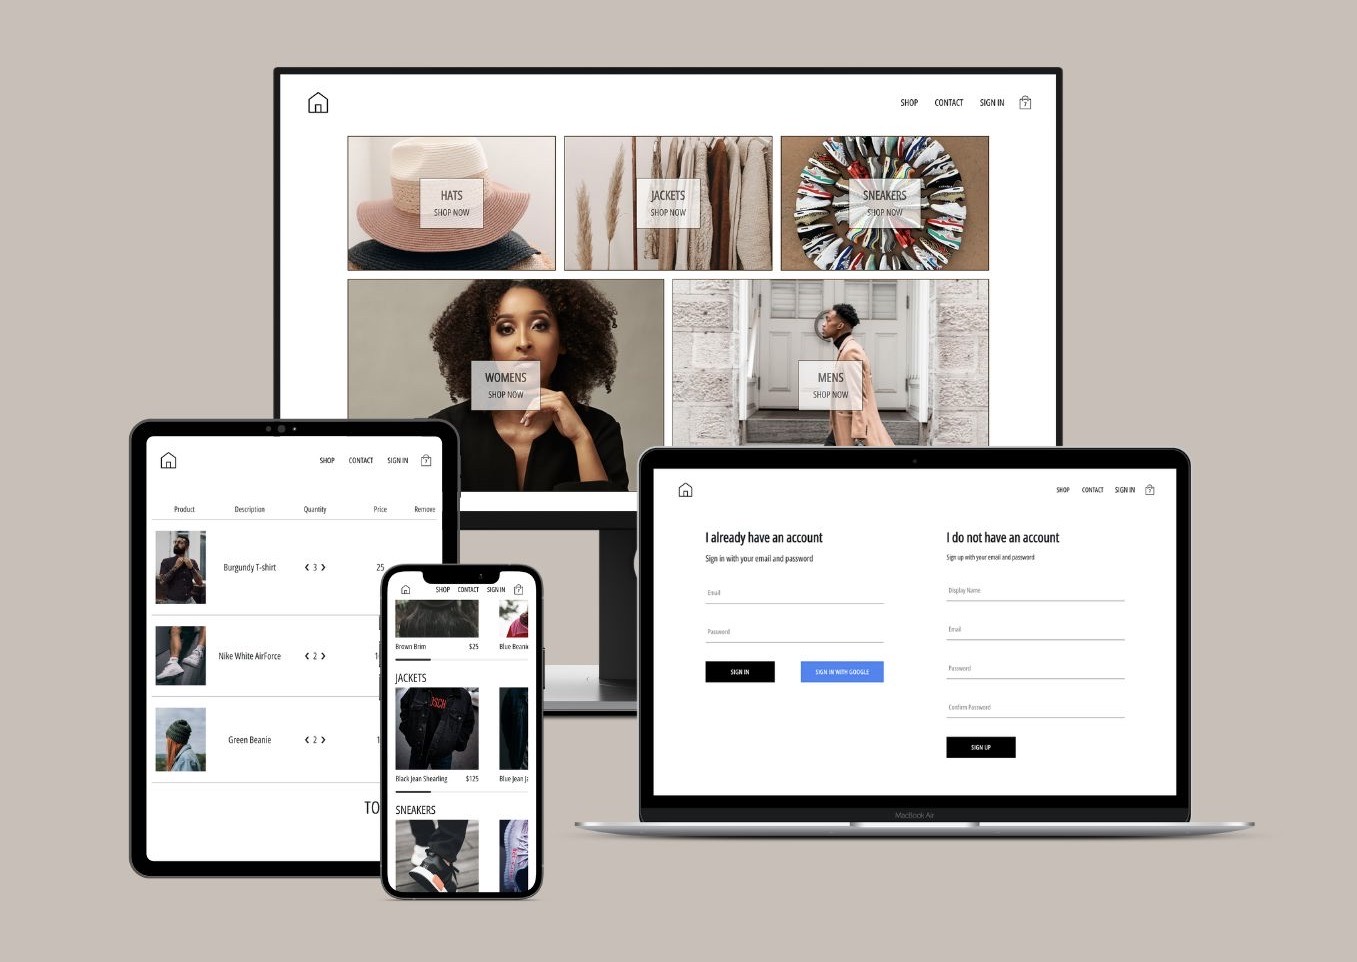 SHOP CONTACT SIGN IN 7
HATS
SHOP NOW
JACKETS
SHOP NOW
SNEAKERS
SHOP NOW
WOMENS
SHOP NOW
MENS
SHOP NOW
SHOP CONTACT SIGN IN 7
Product Description Quantity Price Remove
Burgundy T-shirt ❮ 3 ❯ 25
Nike White AirForce ❮ 2 ❯ 1
Green Beanie ❮ 2 ❯ 1
TO
SHOP CONTACT SIGN IN 7
Brown Brim $25 Blue Beanie
JACKETS
Black Jean Shearling $125 Blue Jean Ja
SNEAKERS
SHOP CONTACT SIGN IN 7
I already have an account
Sign in with your email and password
Email
Password
SIGN IN SIGN IN WITH GOOGLE
I do not have an account
Sign up with your email and password
Display Name
Email
Password
Confirm Password
SIGN UP
MacBook Air